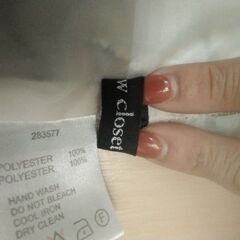 W closet
283577
POLYESTER 100%
POLYESTER 100%
HAND WASH
DO NOT BLEACH
COOL IRON
DRY CLEAN